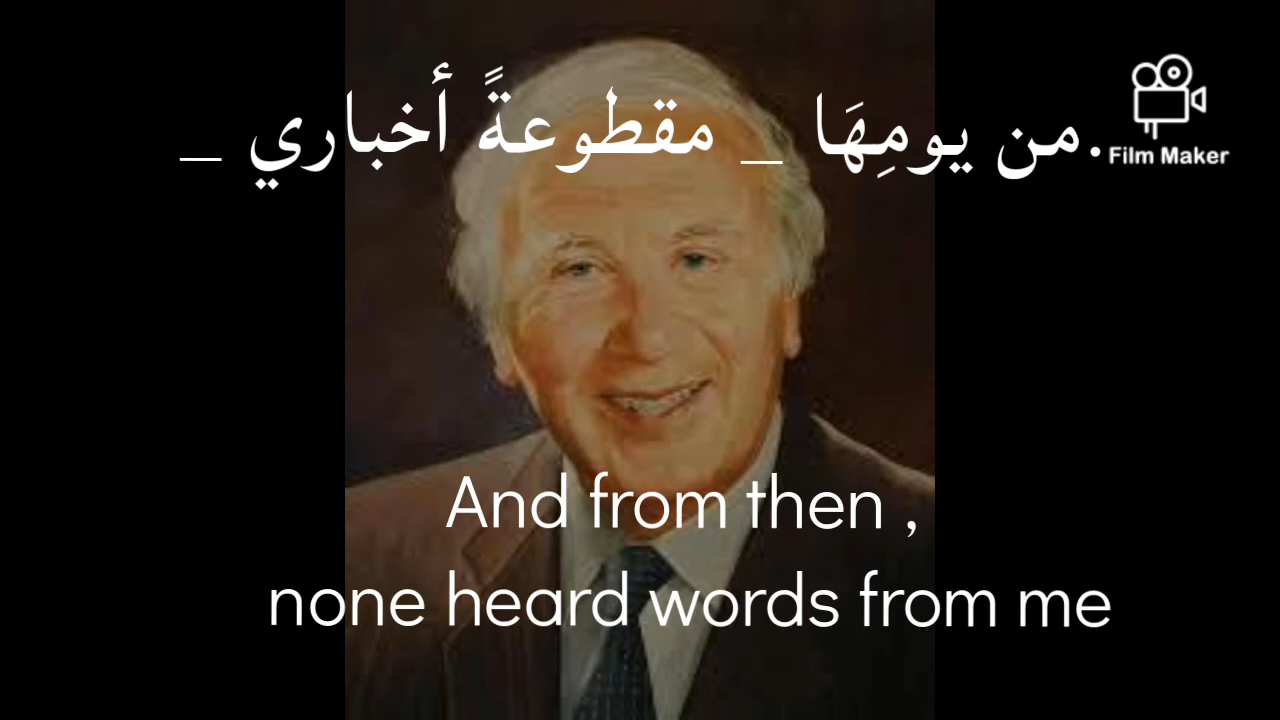 .من يومِهَا _ مقطوعةً أخباري _
Film Maker
And from then ,
none heard words from me